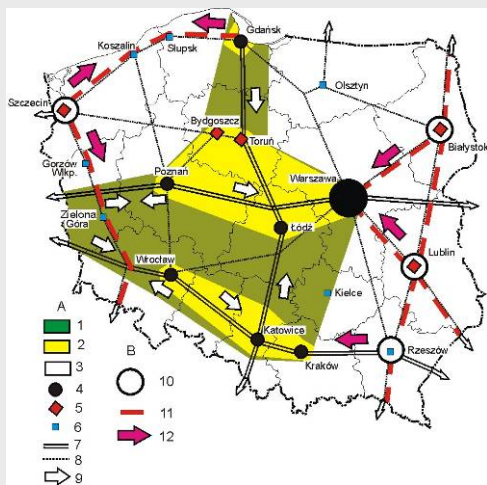 Gdańsk
Słupsk
Koszalin
Olsztyn
Szczecin
Bydgoszcz
Toruń
Białystok
Gorzów
Wlkp.
Poznań
Warszawa
Zielona
Góra
Łódź
Lublin
Wrocław
Kielce
Katowice
Kraków
Rzeszów
A
1
2
3
4
5
6
7
8
9
B
10
11
12